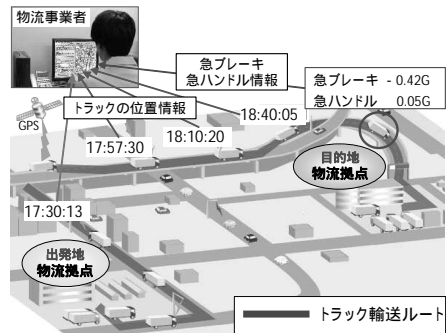 物流事業者
急ブレーキ
急ハンドル情報
急ブレーキ - 0.42G
急ハンドル 0.05G
トラックの位置情報
GPS
18:40:05
18:10:20
17:57:30
17:30:13
目的地
物流拠点
出発地
物流拠点
トラック輸送ルート